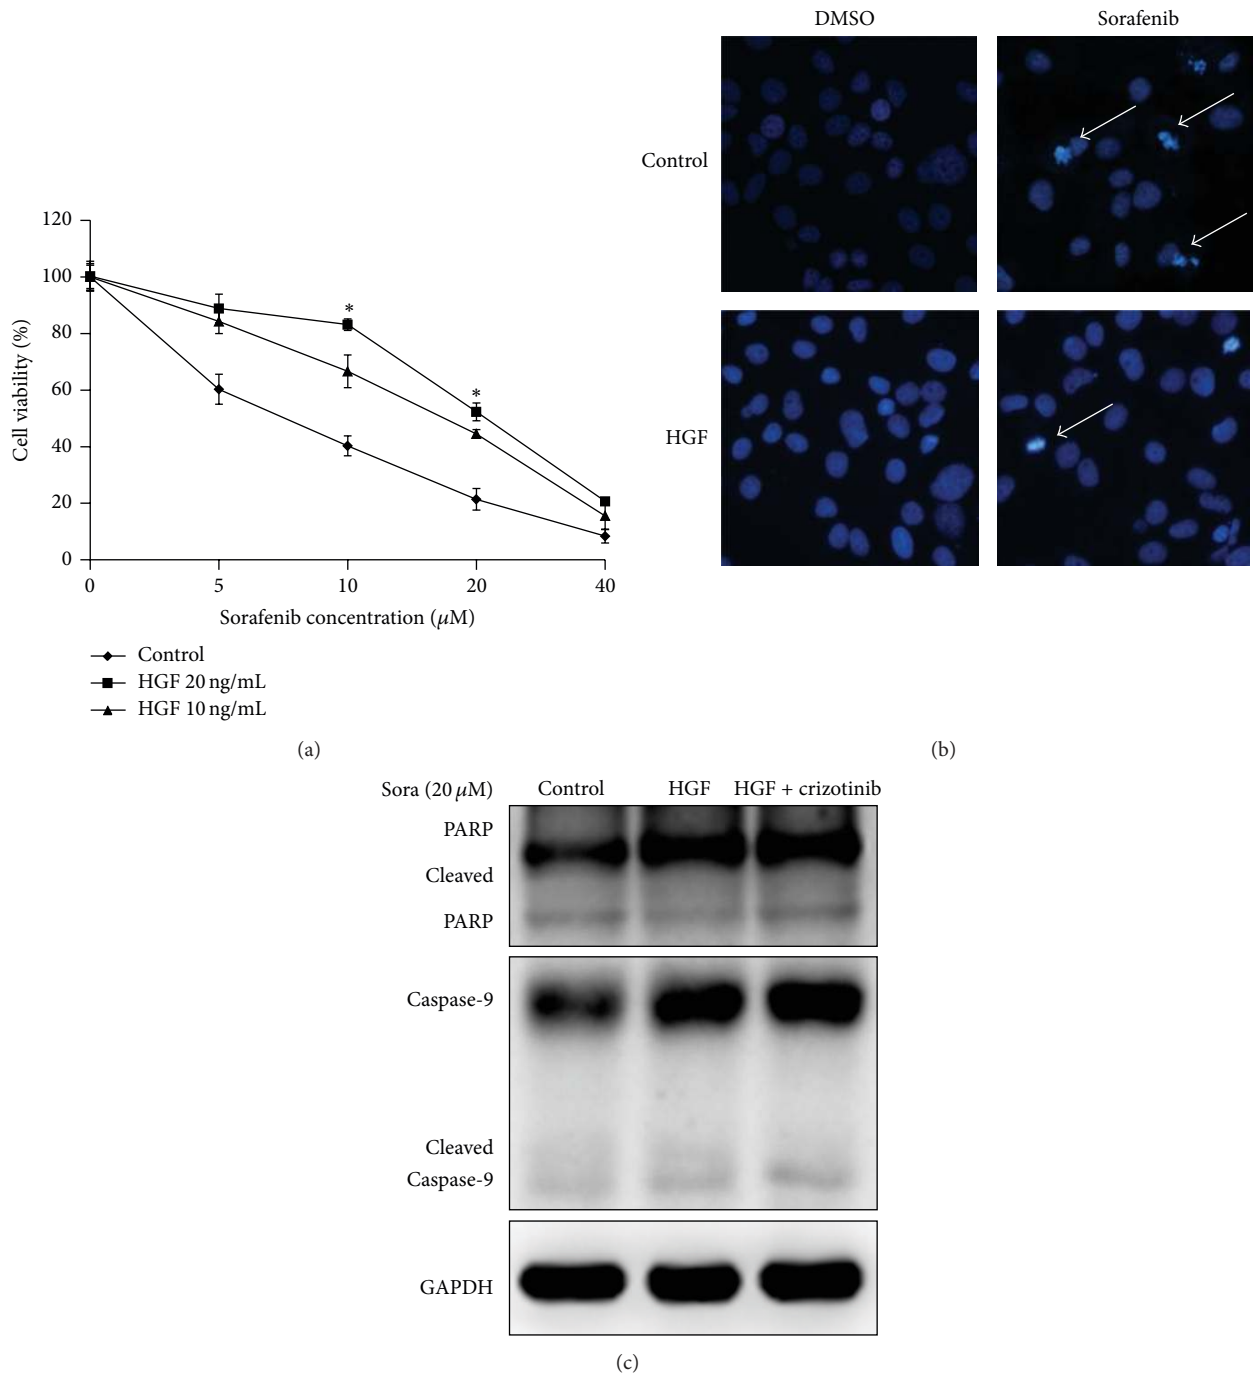 120
100
80
60
40
20
0
Cell viability (%)
*
*
0 5 10 20 40
Sorafenib concentration (μM)
Control
HGF 20 ng/mL
HGF 10 ng/mL
(a)
DMSO Sorafenib
Control
HGF
(b)
Sora (20 μM) Control HGF HGF + crizotinib
PARP
Cleaved
PARP
Caspase-9
Cleaved
Caspase-9
GAPDH
(c)